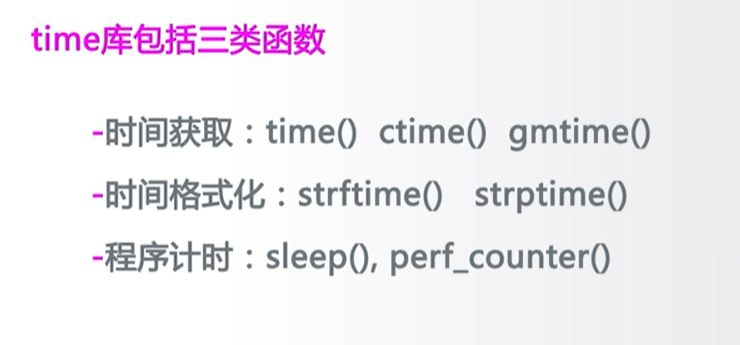 time库包括三类函数
-时间获取：time() ctime() gmtime()
-时间格式化：strftime() strptime()
-程序计时：sleep(), perf_counter()